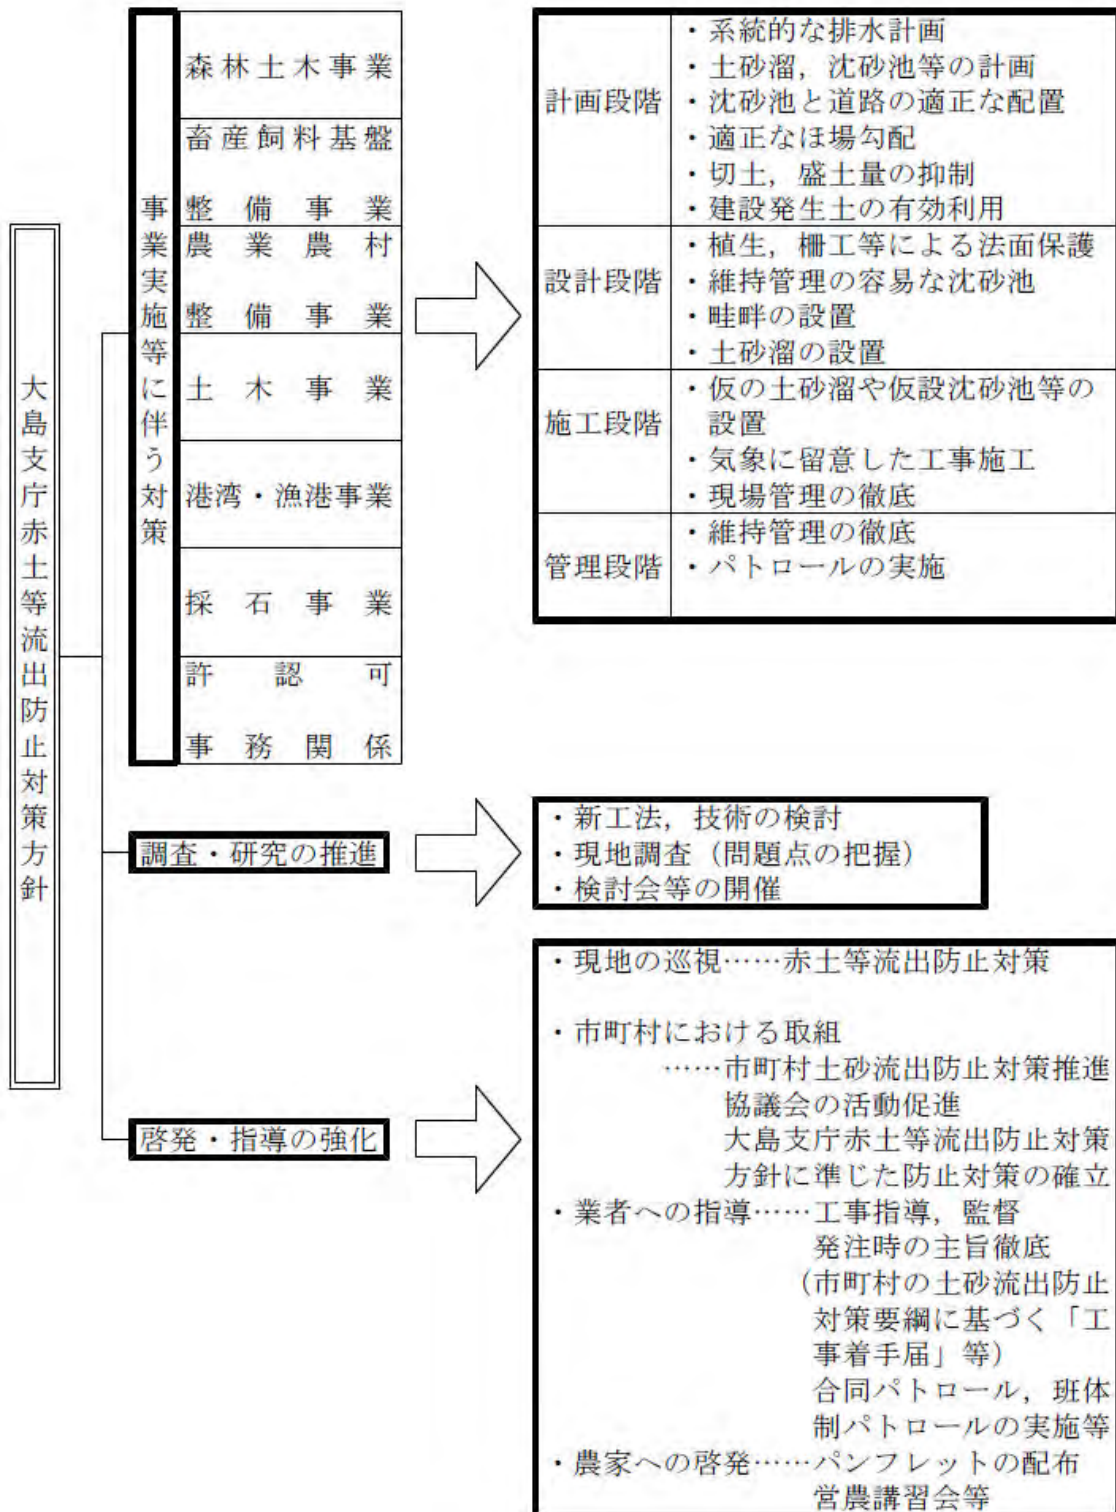 大島支庁赤土等流出防止対策方針
事業実施等に伴う対策
森林土木事業
畜産飼料基盤
整備事業
農業農村
整備事業
土木事業
港湾・漁港事業
採石事業
許認可
事務関係
計画段階
・系統的な排水計画
・土砂溜，沈砂池等の計画
・沈砂池と道路の適正な配置
・適正なほ場勾配
・切土，盛土量の抑制
・建設発生土の有効利用
設計段階
・植生，柵工等による法面保護
・維持管理の容易な沈砂池
・畦畔の設置
・土砂溜の設置
施工段階
・仮の土砂溜や仮設沈砂池等の
設置
・気象に留意した工事施工
・現場管理の徹底
管理段階
・維持管理の徹底
・パトロールの実施
調査・研究の推進
・新工法，技術の検討
・現地調査（問題点の把握）
・検討会等の開催
啓発・指導の強化
・現地の巡視……赤土等流出防止対策
・市町村における取組
……市町村土砂流出防止対策推進
協議会の活動促進
大島支庁赤土等流出防止対策
方針に準じた防止対策の確立
・業者への指導……工事指導，監督
発注時の主旨徹底
（市町村の土砂流出防止
対策要綱に基づく「工
事着手届」等）
合同パトロール，班体
制パトロールの実施等
・農家への啓発……パンフレットの配布
営農講習会等